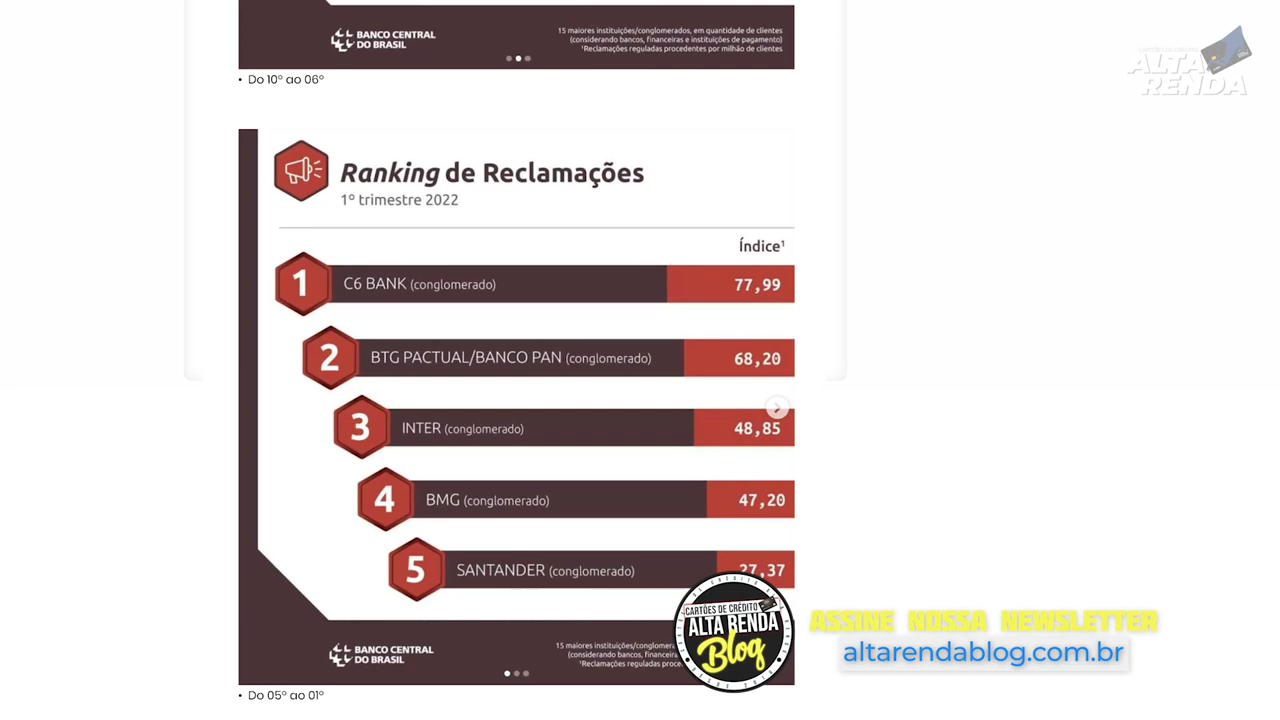 BANCO CENTRAL
DO BRASIL
15 maiores instituições/conglomerados, em quantidade de clientes
(considerando bancos, financeiras e instituições de pagamento)
¹Reclamações reguladas procedentes por milhão de clientes
• Do 10º ao 06º
CARTÕES DE CRÉDITO
ALTA
RENDA
Ranking de Reclamações
1º trimestre 2022
Índice¹
1
C6 BANK (conglomerado)
77,99
2
BTG PACTUAL/BANCO PAN (conglomerado)
68,20
3
INTER (conglomerado)
48,85
4
BMG (conglomerado)
47,20
5
SANTANDER (conglomerado)
27,37
BANCO CENTRAL
DO BRASIL
15 maiores instituições/conglomera
(considerando bancos, financeira
¹Reclamações reguladas proce
• Do 05º ao 01º
CARTÕES DE CRÉDITO
ALTA RENDA
Blog
ASSINE NOSSA NEWSLETTER
altarendablog.com.br